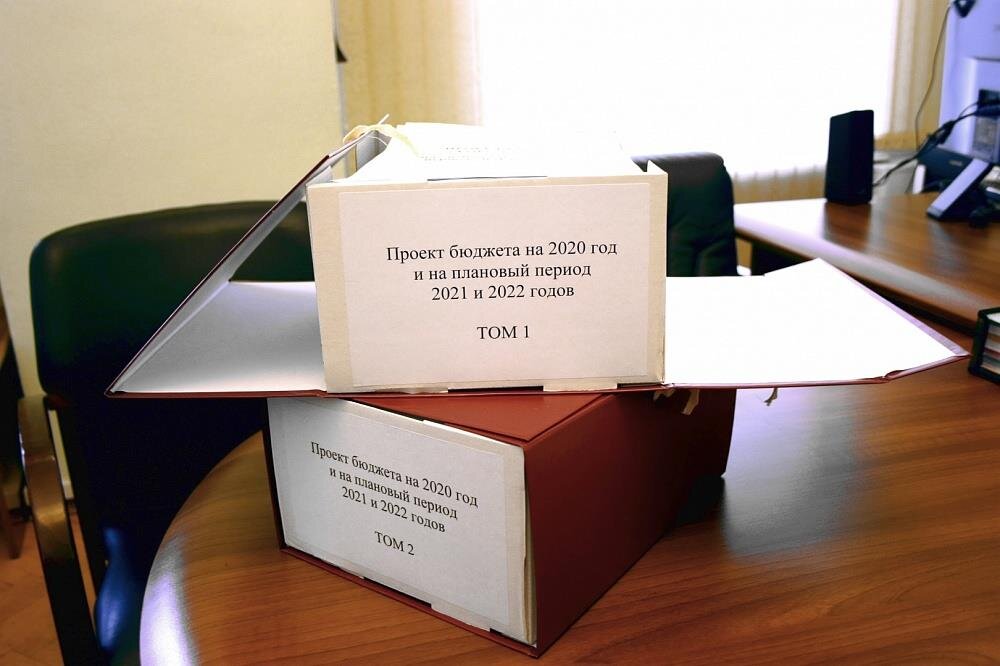 Проект бюджета на 2020 год
и на плановый период
2021 и 2022 годов
ТОМ 1
Проект бюджета на 2020 год
и на плановый период
2021 и 2022 годов
ТОМ 2